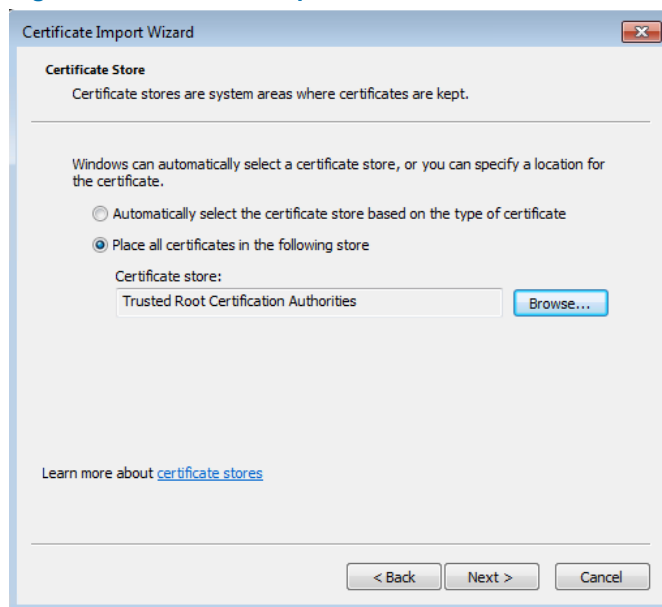 Certificate Import Wizard
Certificate Store
Certificate stores are system areas where certificates are kept.
Windows can automatically select a certificate store, or you can specify a location for
the certificate.
Automatically select the certificate store based on the type of certificate
Place all certificates in the following store
Certificate store:
Trusted Root Certification Authorities
Browse...
Learn more about certificate stores
< Back
Next >
Cancel